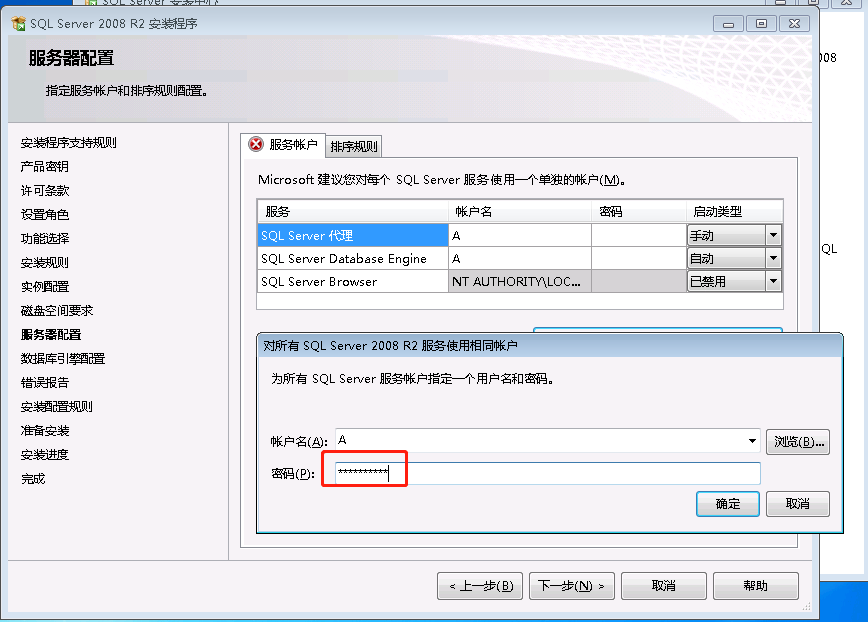 SQL Server 安装中心
SQL Server 2008 R2 安装程序
服务器配置
指定服务帐户和排序规则配置。
008
安装程序支持规则
产品密钥
许可条款
设置角色
功能选择
安装规则
实例配置
磁盘空间要求
服务器配置
数据库引擎配置
错误报告
安装配置规则
准备安装
安装进度
完成
服务帐户 排序规则
Microsoft 建议您对每个 SQL Server 服务使用一个单独的帐户(M)。
服务 帐户名 密码 启动类型
SQL Server 代理 A 手动
SQL Server Database Engine A 自动
SQL Server Browser NT AUTHORITY\LOC... 已禁用
QL
对所有 SQL Server 2008 R2 服务使用相同帐户
为所有 SQL Server 服务帐户指定一个用户名和密码。
帐户名(A): A 浏览(B)...
密码(P): **********
确定 取消
< 上一步(B) 下一步(N) > 取消 帮助